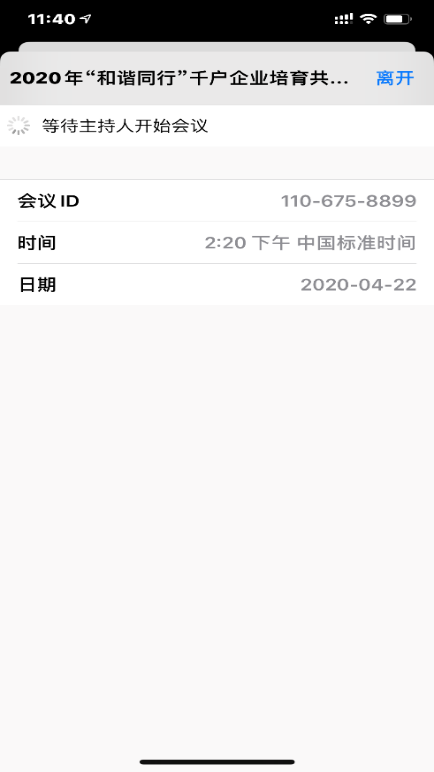 11:40
2020年“和谐同行”千户企业培育共... 离开
等待主持人开始会议
会议 ID 110-675-8899
时间 2:20 下午 中国标准时间
日期 2020-04-22